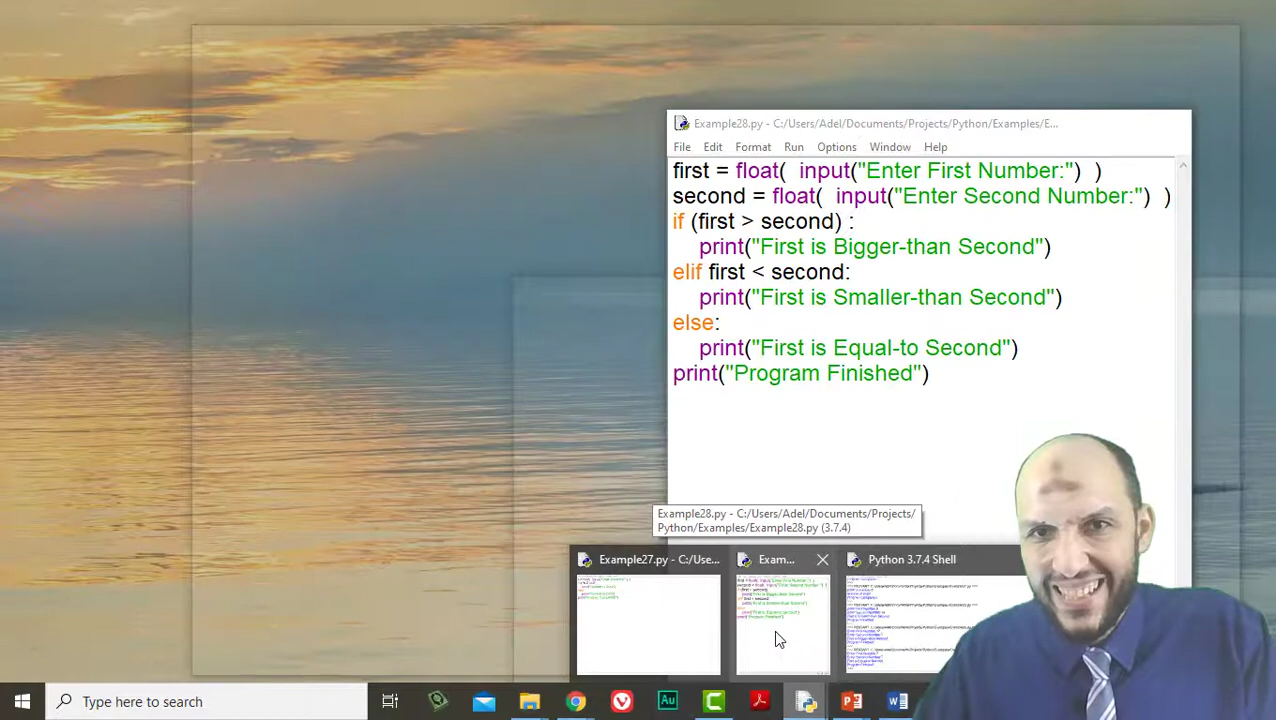 Example28.py - C:/Users/Adel/Documents/Projects/Python/Examples/E...
File Edit Format Run Options Window Help
first = float(  input("Enter First Number:")  )
second = float(  input("Enter Second Number:")  )
if (first > second) :
    print("First is Bigger-than Second")
elif first < second:
    print("First is Smaller-than Second")
else:
    print("First is Equal-to Second")
print("Program Finished")
Example28.py - C:/Users/Adel/Documents/Projects/
Python/Examples/Example28.py (3.7.4)
Example27.py - C:/Use... Exam... Python 3.7.4 Shell
Type here to search
Au